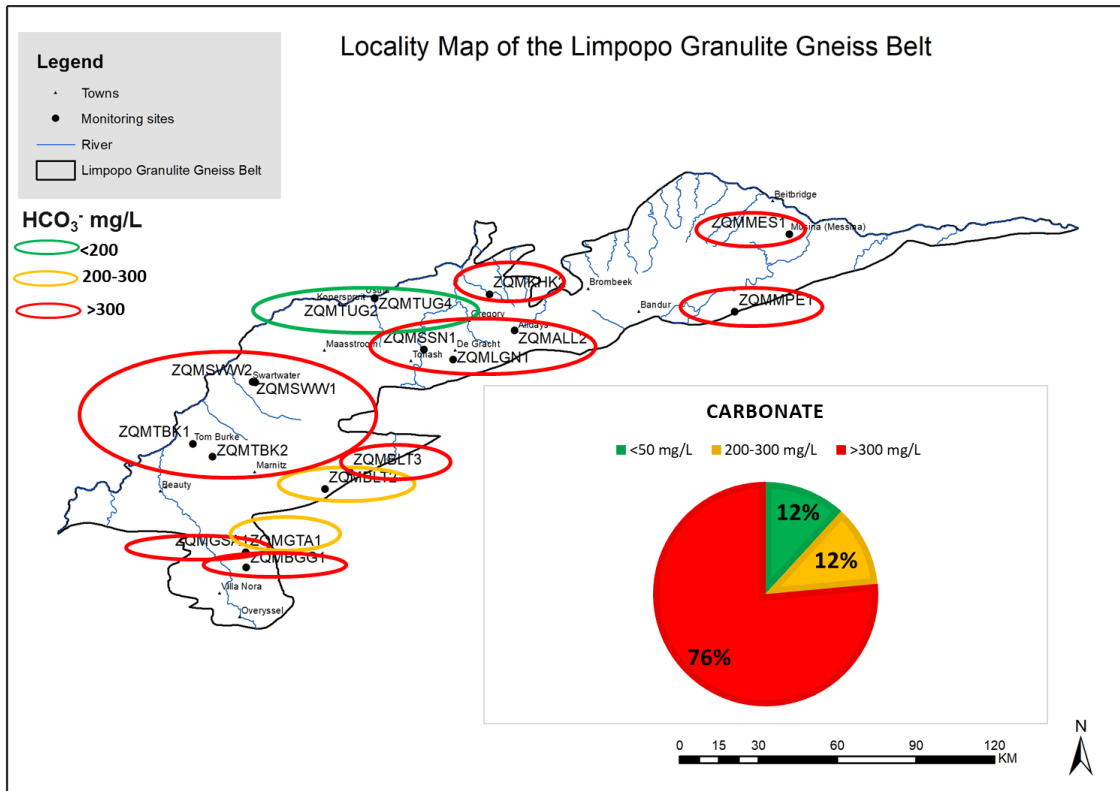 Locality Map of the Limpopo Granulite Gneiss Belt
Legend
Towns
Monitoring sites
River
Limpopo Granulite Gneiss Belt
HCO₃⁻ mg/L
<200
200-300
>300
Beitbridge
ZQMMES1
Musina (Messina)
Brombeek
ZQMMPE1
Bandur
Koperspruit
ZQMTUG4
ZQMTUG2
Gregory
Alldays
ZQMALL2
ZQMSSN1
De Gracht
Maasstroom
Tolhash
ZQMLGN1
ZQMSWW2
Swartwater
ZQMSWW1
ZQMTBK1
Tom Burke
ZQMTBK2
Marnitz
ZQMBLT3
ZQMBLT2
Beauty
ZQMGSA1
ZQMGTA1
ZQMBGG1
Villa Nora
Overyssel
CARBONATE
<50 mg/L
200-300 mg/L
>300 mg/L
12%
12%
76%
0 15 30 60 90 120
KM
N